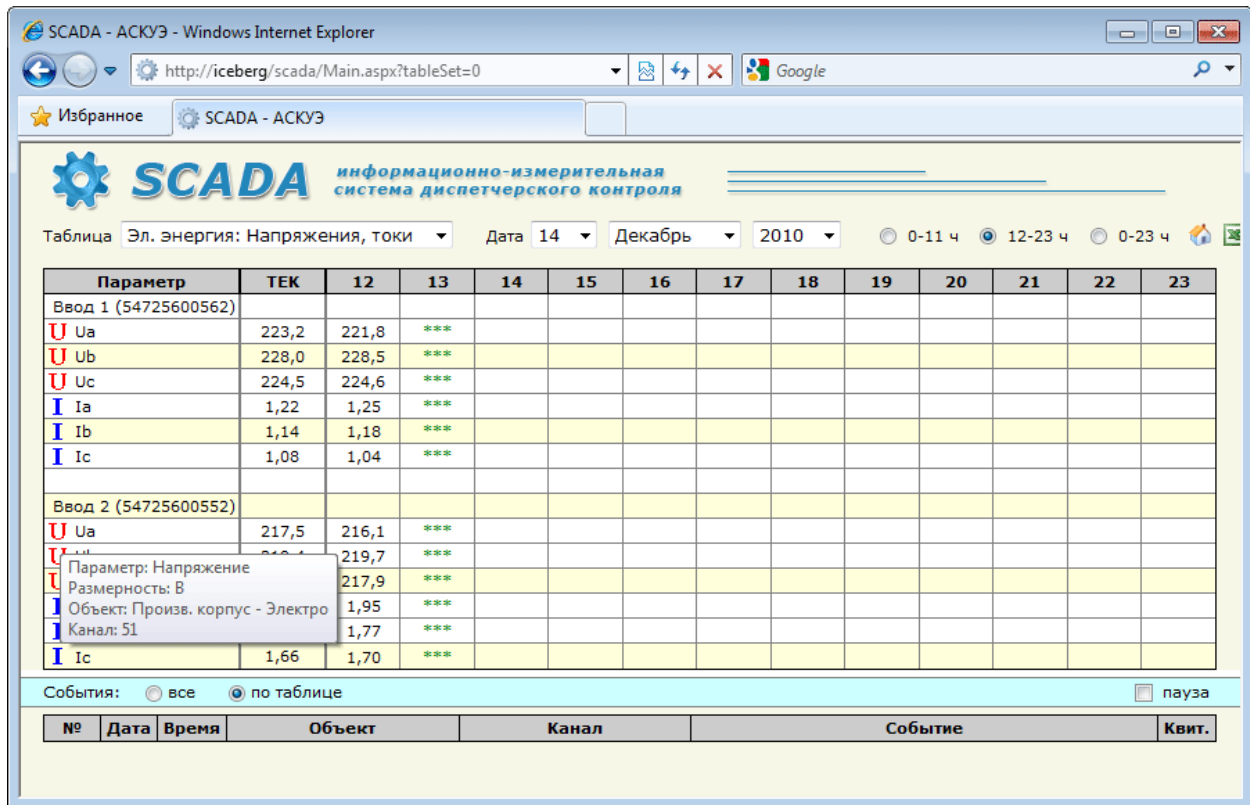 SCADA - АСКУЭ - Windows Internet Explorer
http://iceberg/scada/Main.aspx?tableSet=0 Google
Избранное SCADA - АСКУЭ
SCADA информационно-измерительная
система диспетчерского контроля
Таблица Эл. энергия: Напряжения, токи Дата 14 Декабрь 2010 0-11 ч 12-23 ч 0-23 ч
Параметр ТЕК 12 13 14 15 16 17 18 19 20 21 22 23
Ввод 1 (54725600562)
U Ua 223,2 221,8 ***
U Ub 228,0 228,5 ***
U Uc 224,5 224,6 ***
I Ia 1,22 1,25 ***
I Ib 1,14 1,18 ***
I Ic 1,08 1,04 ***
Ввод 2 (54725600552)
U Ua 217,5 216,1 ***
219,7 ***
217,9 ***
1,95 ***
1,77 ***
Параметр: Напряжение
Размерность: В
Объект: Произв. корпус - Электро
Канал: 51
I Ic 1,66 1,70 ***
События: все по таблице пауза
№ Дата Время Объект Канал Событие Квит.